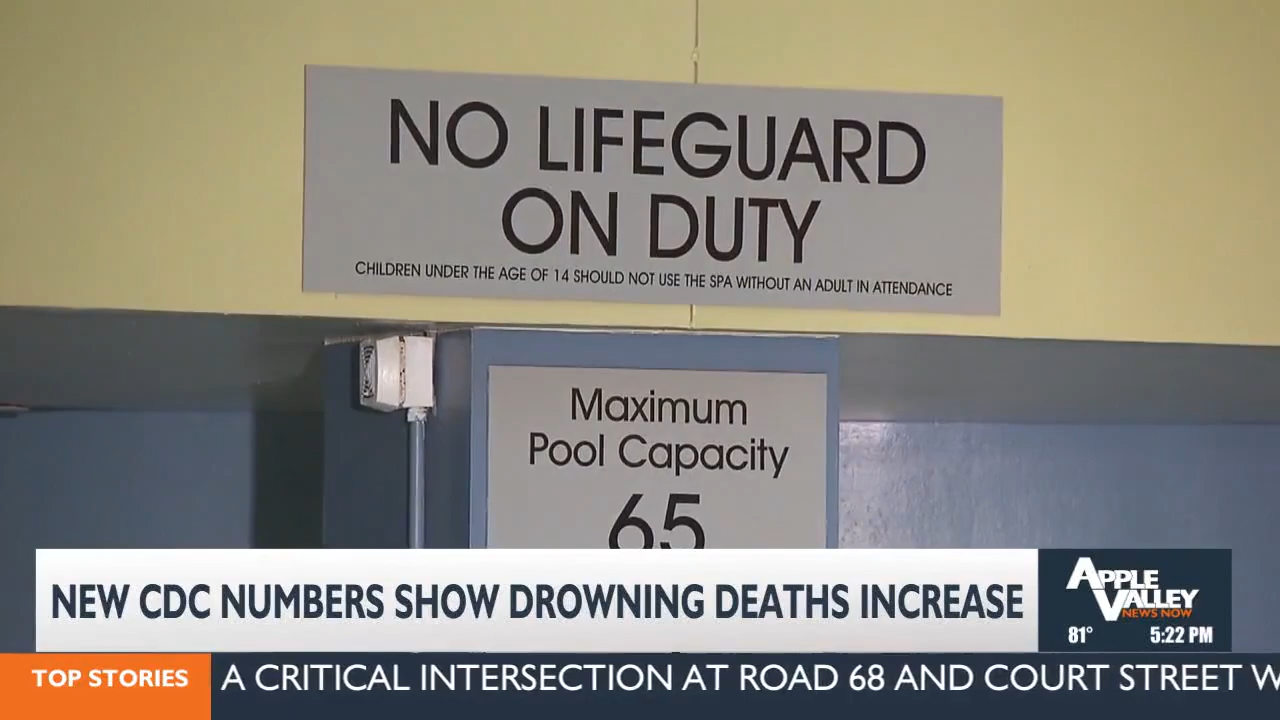 NO LIFEGUARD
ON DUTY
CHILDREN UNDER THE AGE OF 14 SHOULD NOT USE THE SPA WITHOUT AN ADULT IN ATTENDANCE
Maximum
Pool Capacity
65
NEW CDC NUMBERS SHOW DROWNING DEATHS INCREASE
APPLE
VALLEY
NEWS NOW
81° 5:22 PM
TOP STORIES A CRITICAL INTERSECTION AT ROAD 68 AND COURT STREET W